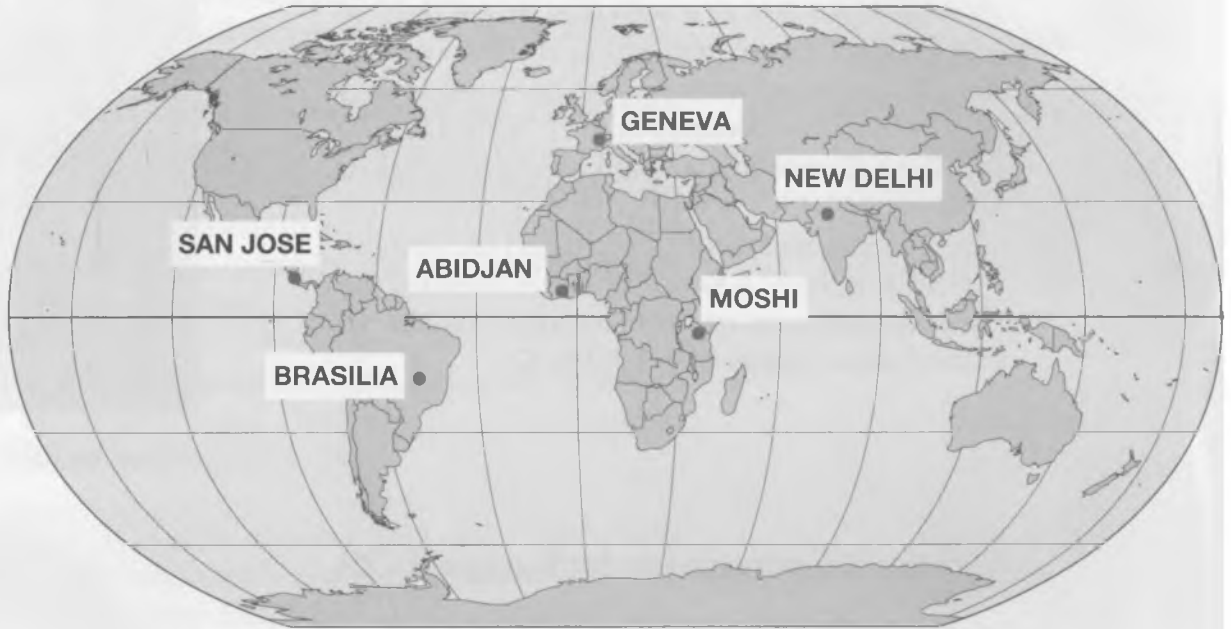 GENEVA
NEW DELHI
SAN JOSE
ABIDJAN
MOSHI
BRASILIA